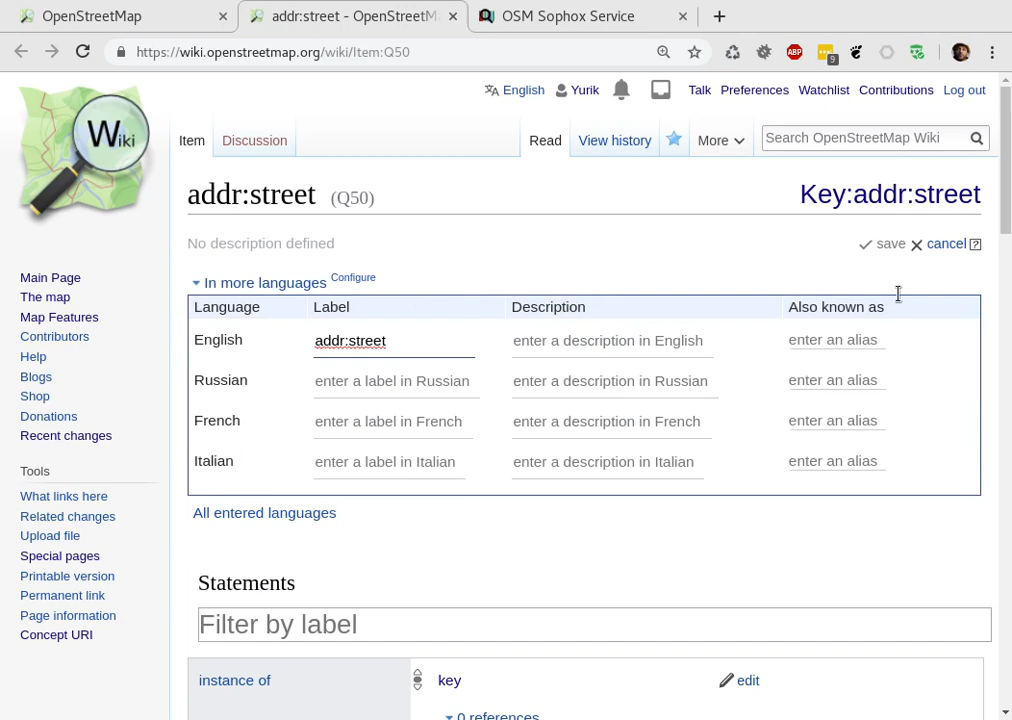 OpenStreetMap × addr:street - OpenStreetM × OSM Sophox Service × +
https://wiki.openstreetmap.org/wiki/Item:Q50 ABP 9
Wiki
English Yurik Talk Preferences Watchlist Contributions Log out
Item Discussion Read View history More Search OpenStreetMap Wiki
addr:street (Q50) Key:addr:street
No description defined save cancel ?
In more languages Configure
Language Label Description Also known as
English addr:street enter a description in English enter an alias
Russian enter a label in Russian enter a description in Russian enter an alias
French enter a label in French enter a description in French enter an alias
Italian enter a label in Italian enter a description in Italian enter an alias
All entered languages
Statements
Filter by label
instance of key edit
0 references
Main Page
The map
Map Features
Contributors
Help
Blogs
Shop
Donations
Recent changes
Tools
What links here
Related changes
Upload file
Special pages
Printable version
Permanent link
Page information
Concept URI